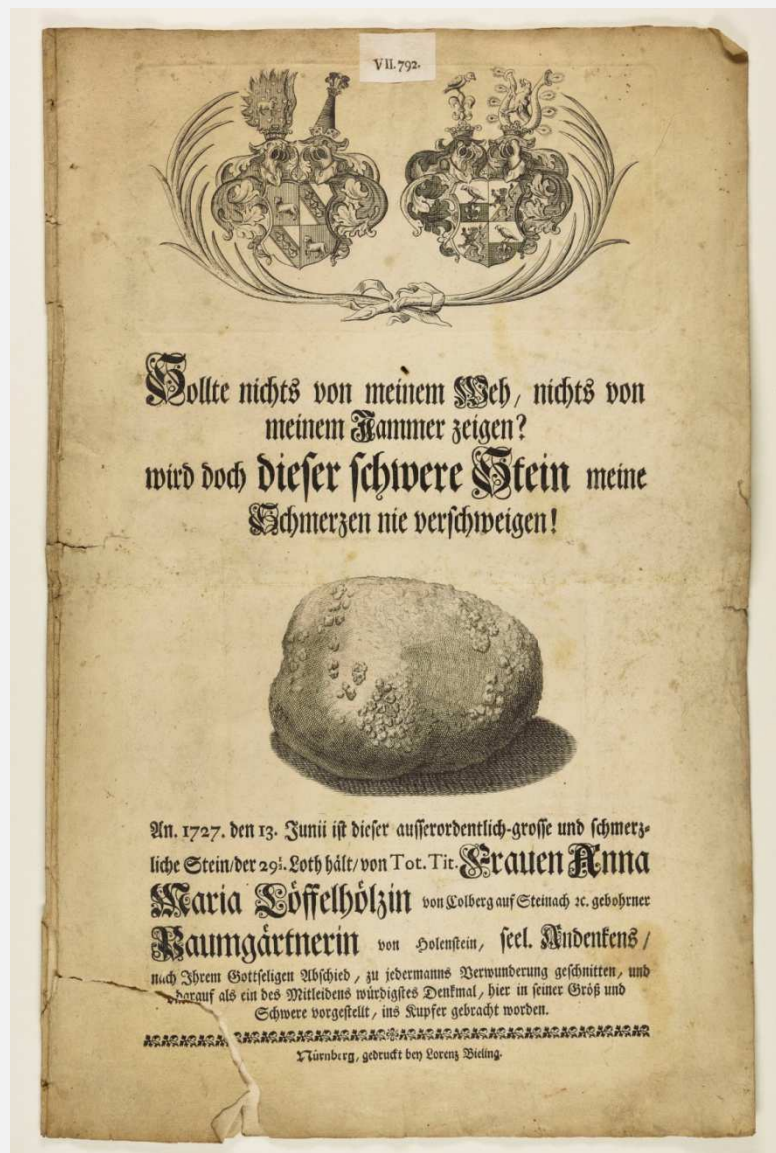 VII. 792.
Sollte nichts von meinem Weh, nichts von
meinem Jammer zeigen?
wird doch dieser schwere Stein meine
Schmerzen nie verschweigen!
An. 1727. den 13. Junii ist dieser ausserordentlich-grosse und schmerz-
liche Stein/der 29½. Loth hält/von Tot. Tit. Frauen Anna
Maria Löffelhölzin von Colberg auf Steinach ꝛc. gebohrner
Baumgärtnerin von Holenstein, seel. Andenkens/
nach Ihrem Gottseligen Abschied, zu jedermanns Verwunderung geschnitten, und
darauf als ein des Mitleidens würdigstes Denkmal, hier in seiner Größ und
Schwere vorgestellt, ins Kupfer gebracht worden.
Nürnberg, gedruckt bey Lorenz Bieling.